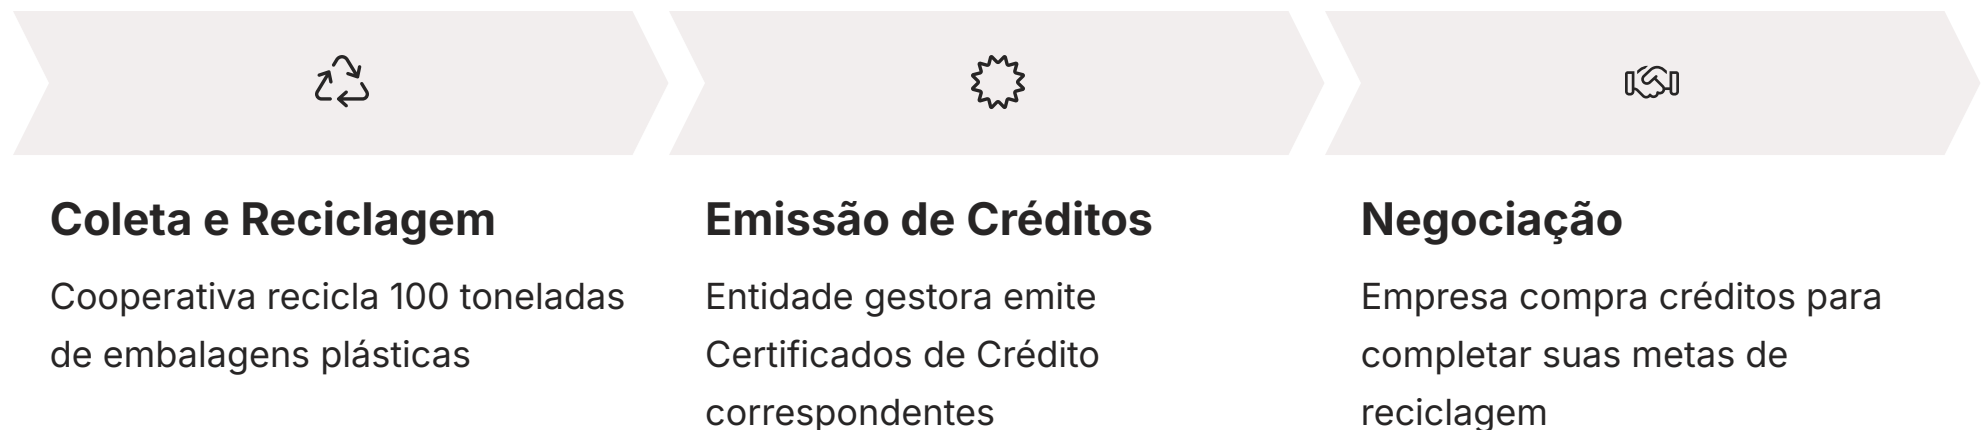 Coleta e Reciclagem
Cooperativa recicla 100 toneladas
de embalagens plásticas
Emissão de Créditos
Entidade gestora emite
Certificados de Crédito
correspondentes
Negociação
Empresa compra créditos para
completar suas metas de
reciclagem